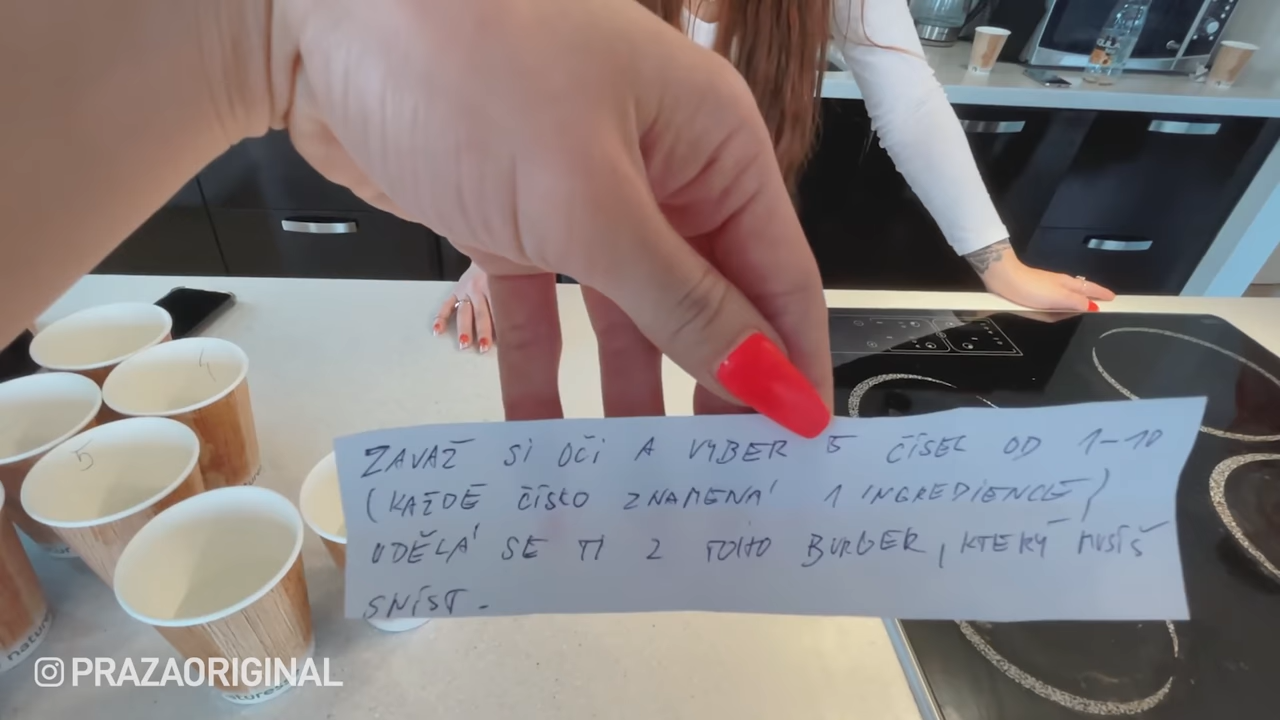 ZAVAŽ SI OČI A VYBER 5 ČÍSEL OD 1-10
(KAŽDÉ ČÍSLO ZNAMENÁ 1 INGREDIENCE)
UDĚLÁ SE TI Z TOHO BURGER, KTERÝ MUSÍŠ
SNÍST.
5
PRAZAORIGINAL